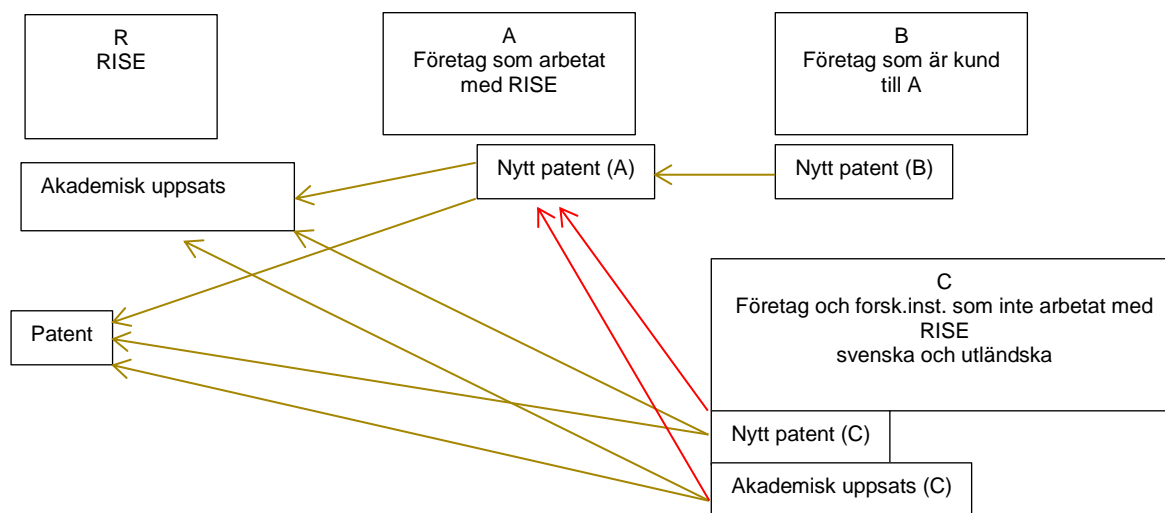 R
RISE
A
Företag som arbetat
med RISE
B
Företag som är kund
till A
Akademisk uppsats
Nytt patent (A)
Nytt patent (B)
C
Företag och forsk.inst. som inte arbetat med
RISE
svenska och utländska
Patent
Nytt patent (C)
Akademisk uppsats (C)